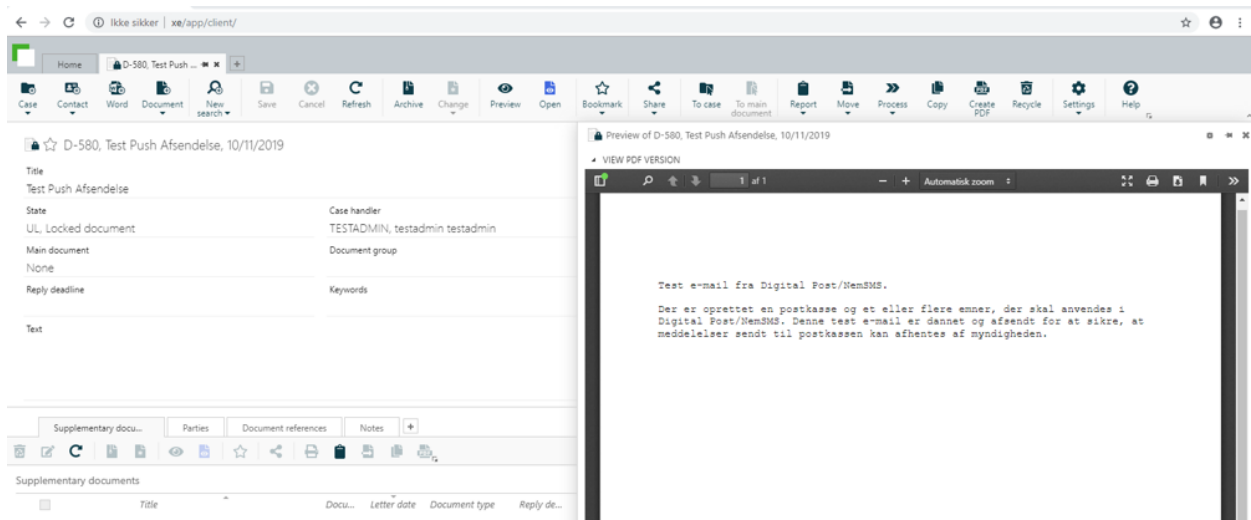 Ikke sikker | xe/app/client/
Home
D-580, Test Push ...
Case
Contact
Word
Document
New search
Save
Cancel
Refresh
Archive
Change
Preview
Open
Bookmark
Share
To case
To main document
Report
Move
Process
Copy
Create PDF
Recycle
Settings
Help
D-580, Test Push Afsendelse, 10/11/2019
Title
Test Push Afsendelse
State
Case handler
UL, Locked document
TESTADMIN, testadmin testadmin
Main document
Document group
None
Reply deadline
Keywords
Text
Supplementary docu...
Parties
Document references
Notes
Supplementary documents
Title
Docu...
Letter date
Document type
Reply de...
Preview of D-580, Test Push Afsendelse, 10/11/2019
VIEW PDF VERSION
1 af 1
Automatisk zoom
Test e-mail fra Digital Post/NemSMS.
Der er oprettet en postkasse og et eller flere emner, der skal anvendes i
Digital Post/NemSMS. Denne test e-mail er dannet og afsendt for at sikre, at
meddelelser sendt til postkassen kan afhentes af myndigheden.